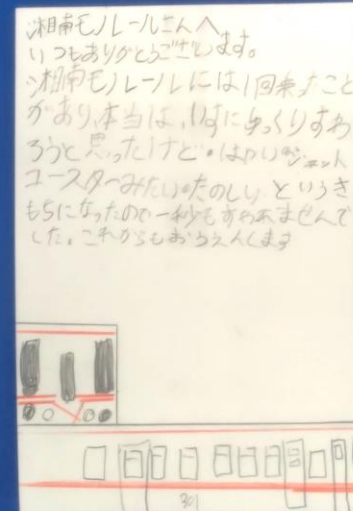 湘南モノレールさんへ
いつもありがとうございます。
湘南モノレールには1回乗ったこと
があり、本当は、いすにゆっくりすわ
ろうと思ったけど・はやい・ジェット
コースターみたい・たのしい というき
もちになったので一秒もすわれませんで
した。これからもおうえんします